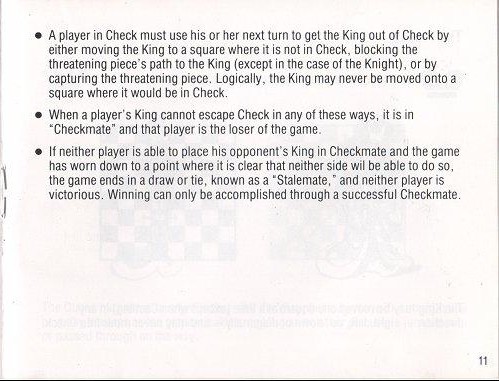 ● A player in Check must use his or her next turn to get the King out of Check by
either moving the King to a square where it is not in Check, blocking the
threatening piece's path to the King (except in the case of the Knight), or by
capturing the threatening piece. Logically, the King may never be moved onto a
square where it would be in Check.
● When a player's King cannot escape Check in any of these ways, it is in
"Checkmate" and that player is the loser of the game.
● If neither player is able to place his opponent's King in Checkmate and the game
has worn down to a point where it is clear that neither side wil be able to do so,
the game ends in a draw or tie, known as a "Stalemate," and neither player is
victorious. Winning can only be accomplished through a successful Checkmate.
11